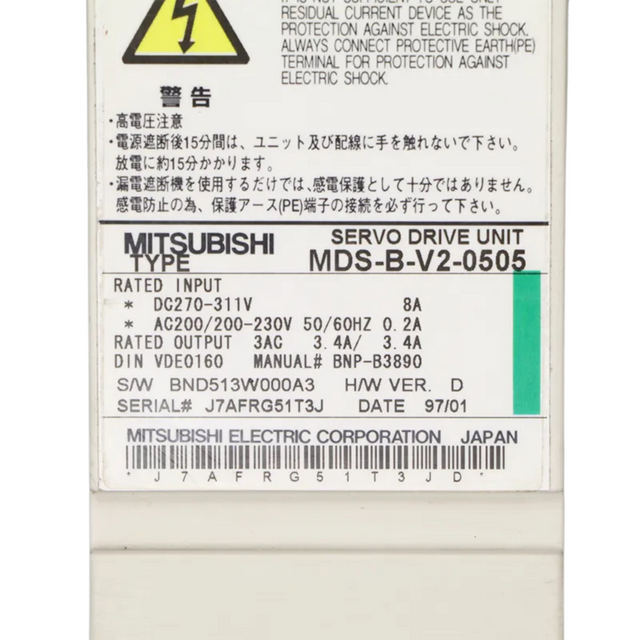 RESIDUAL CURRENT DEVICE AS THE
PROTECTION AGAINST ELECTRIC SHOCK.
ALWAYS CONNECT PROTECTIVE EARTH(PE)
TERMINAL FOR PROTECTION AGAINST
ELECTRIC SHOCK.
警告
・高電圧注意
・電源遮断後15分間は、ユニット及び配線に手を触れないで下さい。
放電に約15分かかります。
・漏電遮断機を使用するだけでは、感電保護として十分ではありません。
感電防止の為、保護アース(PE)端子の接続を必ず行って下さい。
MITSUBISHI SERVO DRIVE UNIT
TYPE MDS-B-V2-0505
RATED INPUT
* DC270-311V 8A
* AC200/200-230V 50/60HZ 0.2A
RATED OUTPUT 3AC 3.4A/ 3.4A
DIN VDE0160 MANUAL# BNP-B3890
S/W BND513W000A3 H/W VER. D
SERIAL# J7AFRG51T3J DATE 97/01
MITSUBISHI ELECTRIC CORPORATION JAPAN
* J 7 A F R G 5 1 T 3 J D *